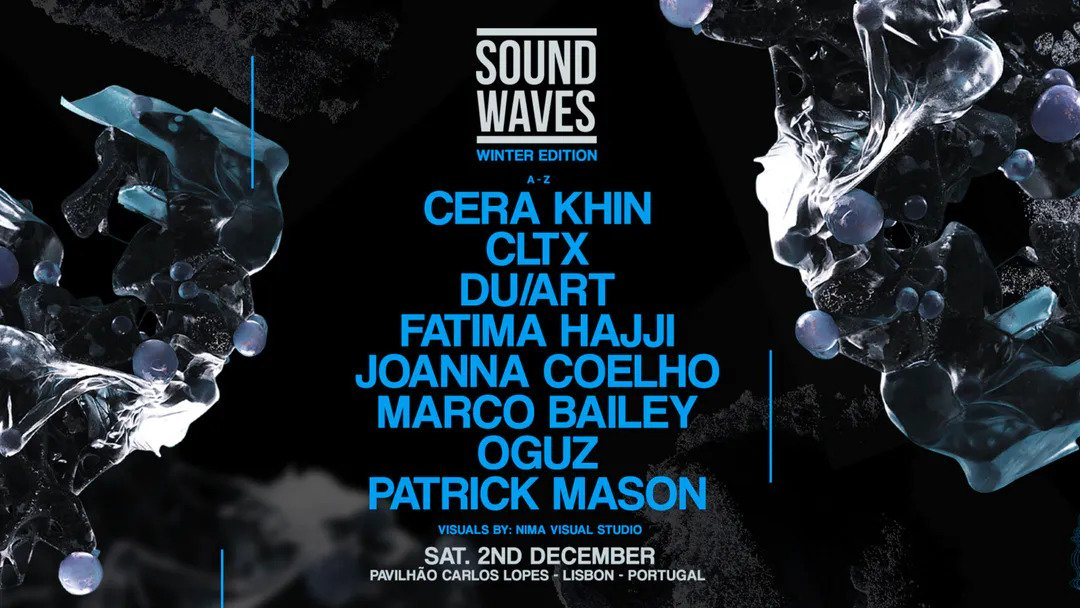 SOUND
WAVES
WINTER EDITION
A - Z
CERA KHIN
CLTX
DU//ART
FATIMA HAJJI
JOANNA COELHO
MARCO BAILEY
OGUZ
PATRICK MASON
VISUALS BY: NIMA VISUAL STUDIO
SAT. 2ND DECEMBER
PAVILHÃO CARLOS LOPES - LISBON - PORTUGAL